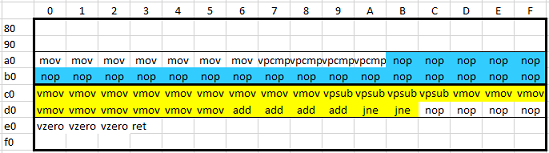 0 1 2 3 4 5 6 7 8 9 A B C D E F
80
90
a0 mov mov mov mov mov mov mov vpcmp vpcmp vpcmp vpcmp nop nop nop nop nop
b0 nop nop nop nop nop nop nop nop nop nop nop nop nop nop nop nop
c0 vmov vmov vmov vmov vmov vmov vmov vmov vmov vpsub vpsub vpsub vpsub vmov vmov vmov
d0 vmov vmov vmov vmov vmov vmov add add add add jne jne nop nop nop nop
e0 vzero vzero vzero ret
f0